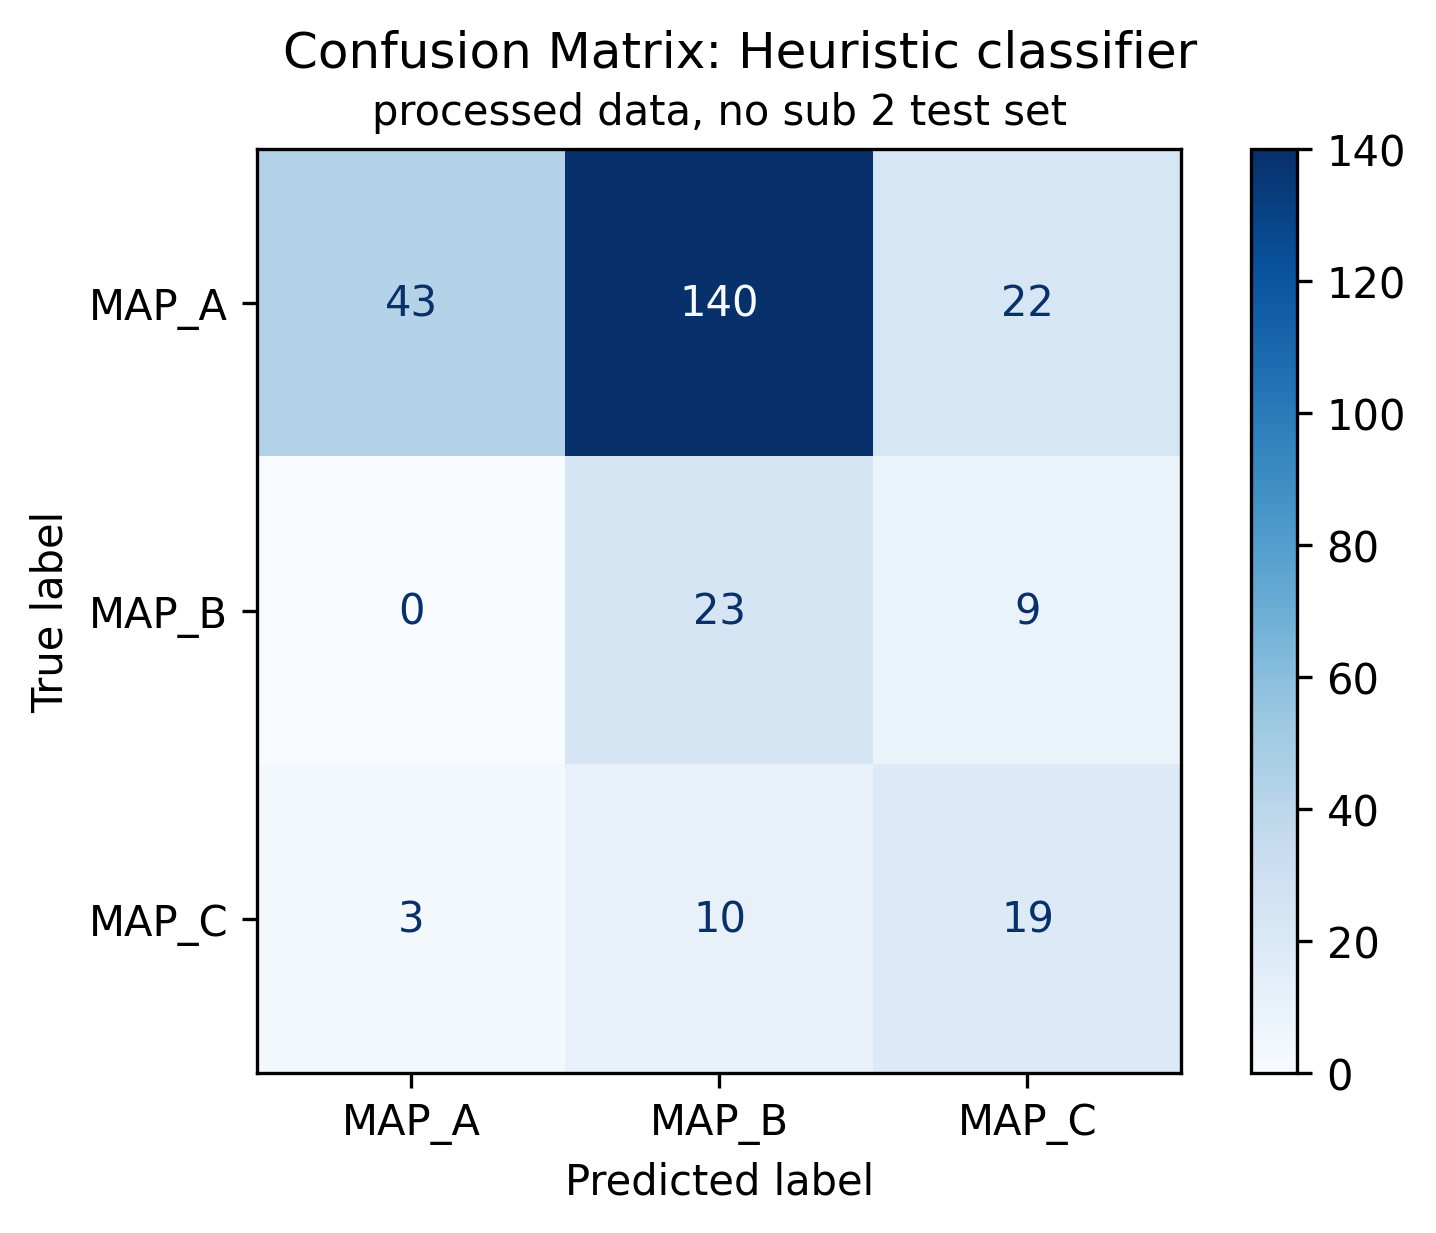 Confusion Matrix: Heuristic classifier
processed data, no sub 2 test set
140
MAP_A
43
140
22
120
100
80
True label
MAP_B
0
23
9
60
40
MAP_C
3
10
19
20
0
MAP_A
MAP_B
MAP_C
Predicted label